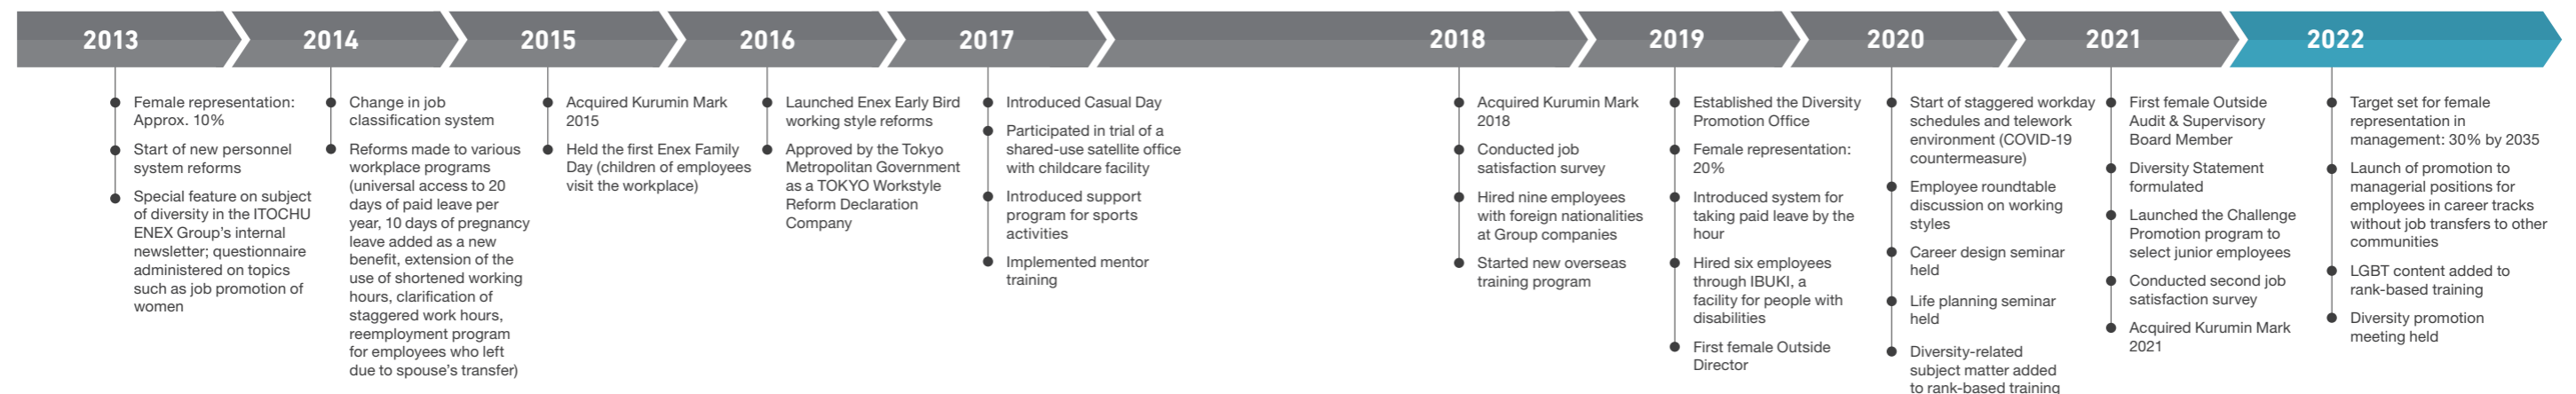 2013
2014
2015
2016
2017
2018
2019
2020
2021
2022
Female representation:
Approx. 10%
Start of new personnel
system reforms
Special feature on subject
of diversity in the ITOCHU
ENEX Group’s internal
newsletter; questionnaire
administered on topics
such as job promotion of
women
Change in job
classification system
Reforms made to various
workplace programs
(universal access to 20
days of paid leave per
year, 10 days of pregnancy
leave added as a new
benefit, extension of the
use of shortened working
hours, clarification of
staggered work hours,
reemployment program
for employees who left
due to spouse’s transfer)
Acquired Kurumin Mark
2015
Held the first Enex Family
Day (children of employees
visit the workplace)
Launched Enex Early Bird
working style reforms
Approved by the Tokyo
Metropolitan Government
as a TOKYO Workstyle
Reform Declaration
Company
Introduced Casual Day
Participated in trial of a
shared-use satellite office
with childcare facility
Introduced support
program for sports
activities
Implemented mentor
training
Acquired Kurumin Mark
2018
Conducted job
satisfaction survey
Hired nine employees
with foreign nationalities
at Group companies
Started new overseas
training program
Established the Diversity
Promotion Office
Female representation:
20%
Introduced system for
taking paid leave by the
hour
Hired six employees
through IBUKI, a
facility for people with
disabilities
First female Outside
Director
Start of staggered workday
schedules and telework
environment (COVID-19
countermeasure)
Employee roundtable
discussion on working
styles
Career design seminar
held
Life planning seminar
held
Diversity-related
subject matter added
to rank-based training
First female Outside
Audit & Supervisory
Board Member
Diversity Statement
formulated
Launched the Challenge
Promotion program to
select junior employees
Conducted second job
satisfaction survey
Acquired Kurumin Mark
2021
Target set for female
representation in
management: 30% by 2035
Launch of promotion to
managerial positions for
employees in career tracks
without job transfers to other
communities
LGBT content added to
rank-based training
Diversity promotion
meeting held